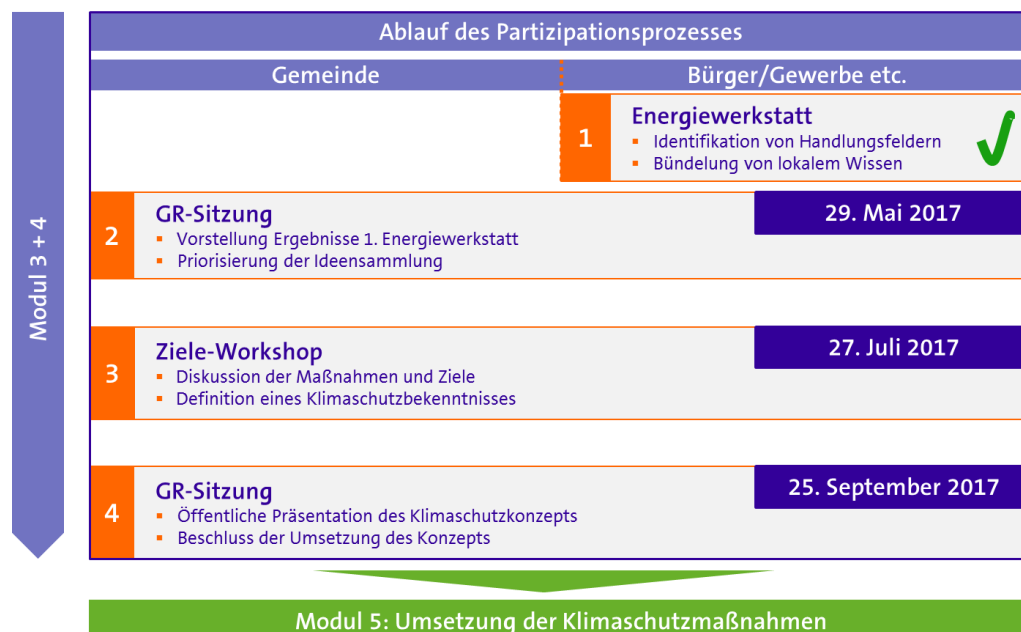 Ablauf des Partizipationsprozesses
Gemeinde
Bürger/Gewerbe etc.
Modul 3 + 4
1
Energiewerkstatt
Identifikation von Handlungsfeldern
Bündelung von lokalem Wissen
2
GR-Sitzung
29. Mai 2017
Vorstellung Ergebnisse 1. Energiewerkstatt
Priorisierung der Ideensammlung
3
Ziele-Workshop
27. Juli 2017
Diskussion der Maßnahmen und Ziele
Definition eines Klimaschutzbekenntnisses
4
GR-Sitzung
25. September 2017
Öffentliche Präsentation des Klimaschutzkonzepts
Beschluss der Umsetzung des Konzepts
Modul 5: Umsetzung der Klimaschutzmaßnahmen